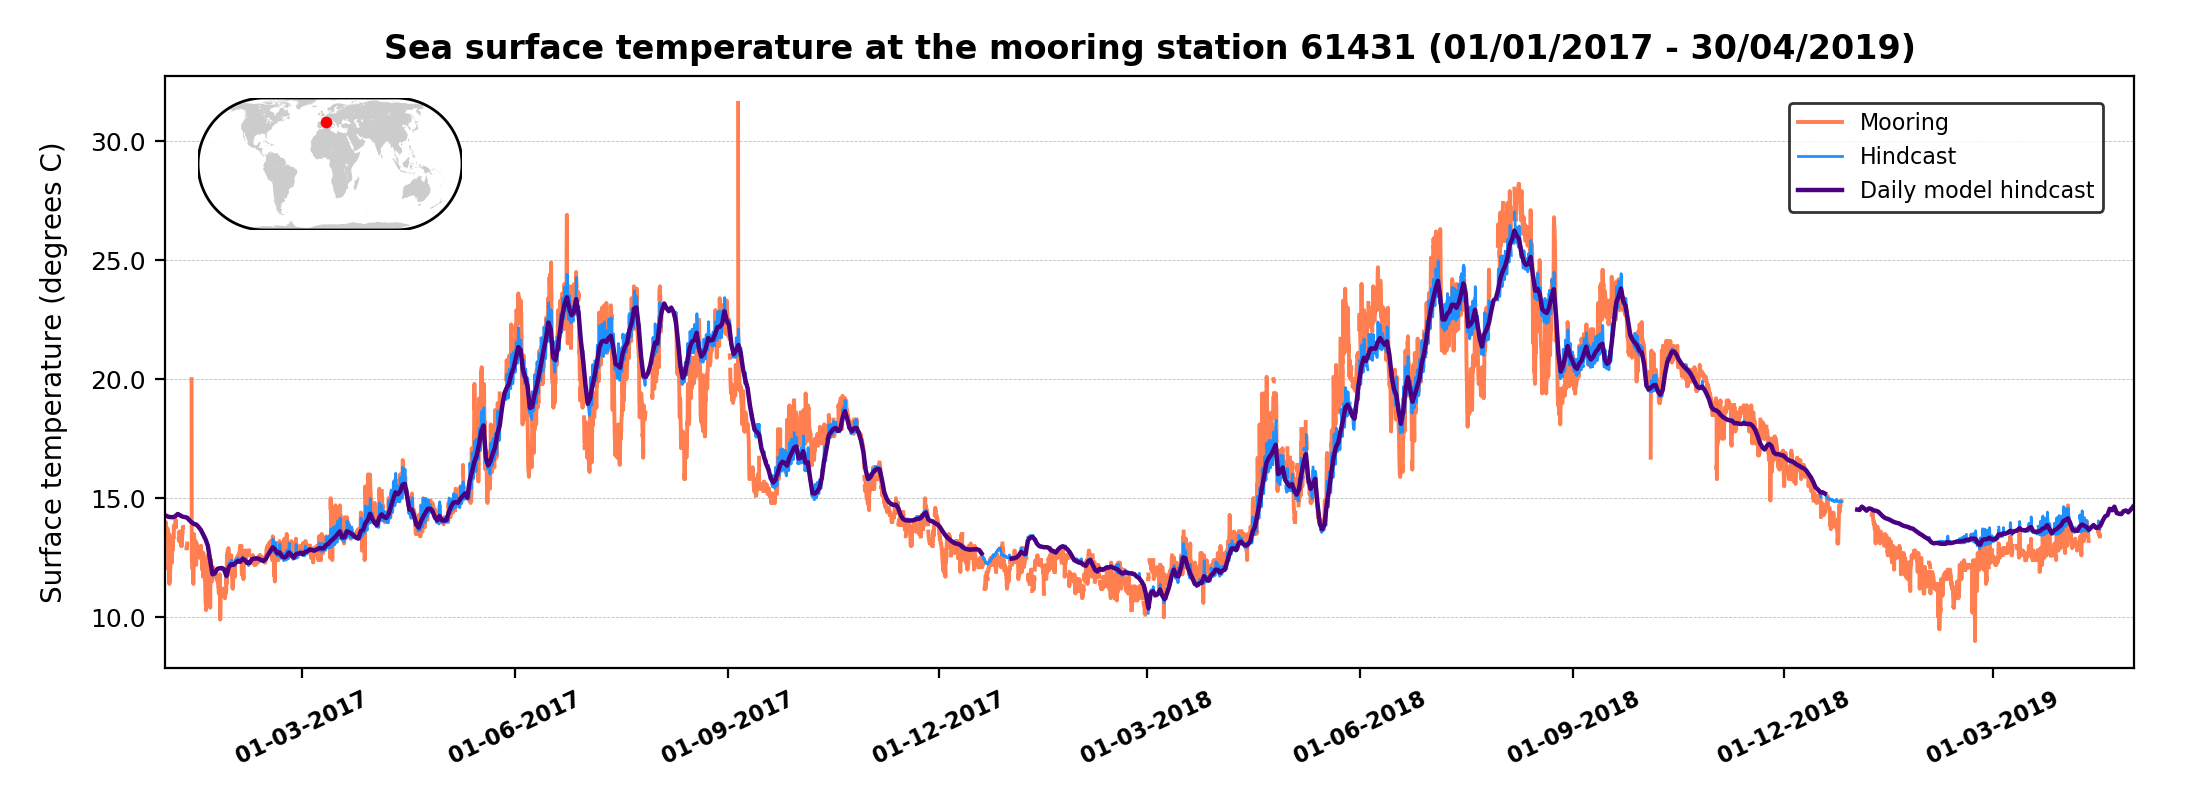 Sea surface temperature at the mooring station 61431 (01/01/2017 - 30/04/2019)
Surface temperature (degrees C)
30.0
25.0
20.0
15.0
10.0
Mooring
Hindcast
Daily model hindcast
01-03-2017
01-06-2017
01-09-2017
01-12-2017
01-03-2018
01-06-2018
01-09-2018
01-12-2018
01-03-2019